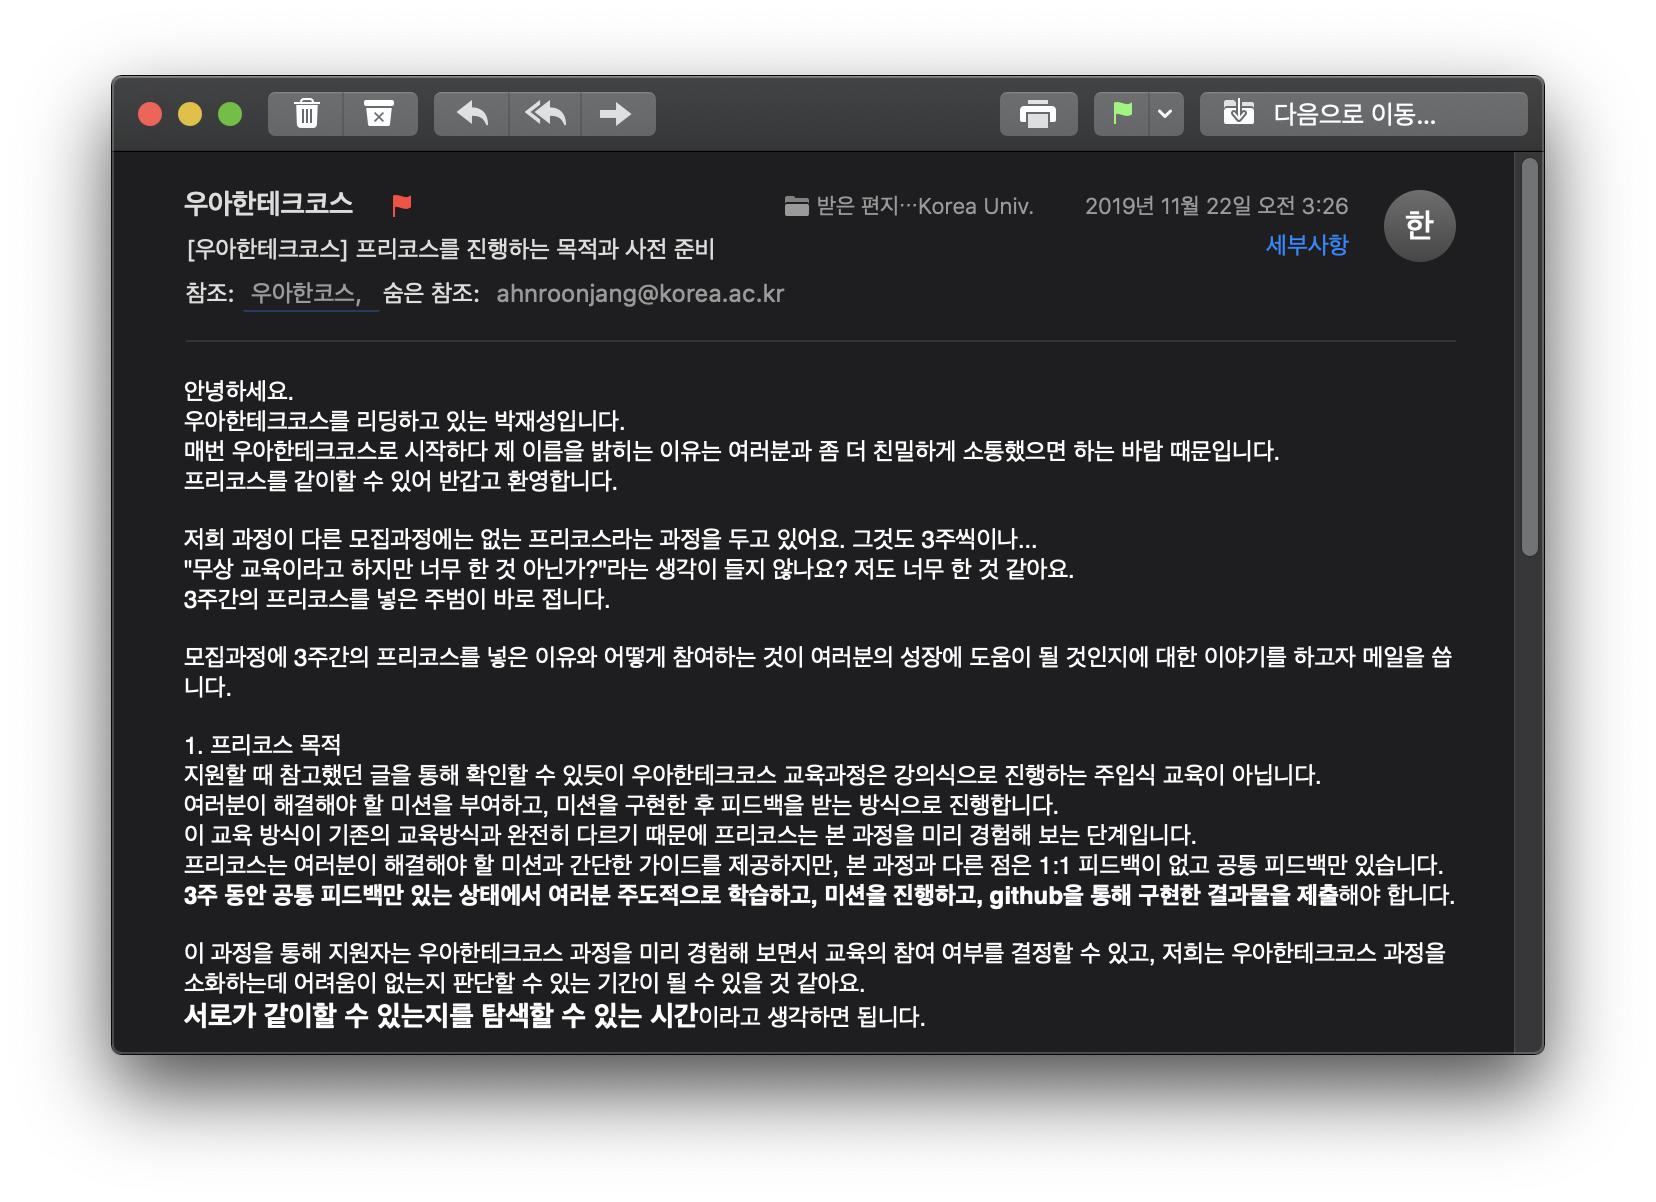 다음으로 이동...
우아한테크코스
받은 편지…Korea Univ.
2019년 11월 22일 오전 3:26
한
[우아한테크코스] 프리코스를 진행하는 목적과 사전 준비
세부사항
참조: 우아한코스, 숨은 참조: ahnroonjang@korea.ac.kr
안녕하세요.
우아한테크코스를 리딩하고 있는 박재성입니다.
매번 우아한테크코스로 시작하다 제 이름을 밝히는 이유는 여러분과 좀 더 친밀하게 소통했으면 하는 바람 때문입니다.
프리코스를 같이할 수 있어 반갑고 환영합니다.
저희 과정이 다른 모집과정에는 없는 프리코스라는 과정을 두고 있어요. 그것도 3주씩이나...
"무상 교육이라고 하지만 너무 한 것 아닌가?"라는 생각이 들지 않나요? 저도 너무 한 것 같아요.
3주간의 프리코스를 넣은 주범이 바로 접니다.
모집과정에 3주간의 프리코스를 넣은 이유와 어떻게 참여하는 것이 여러분의 성장에 도움이 될 것인지에 대한 이야기를 하고자 메일을 씁
니다.
1. 프리코스 목적
지원할 때 참고했던 글을 통해 확인할 수 있듯이 우아한테크코스 교육과정은 강의식으로 진행하는 주입식 교육이 아닙니다.
여러분이 해결해야 할 미션을 부여하고, 미션을 구현한 후 피드백을 받는 방식으로 진행합니다.
이 교육 방식이 기존의 교육방식과 완전히 다르기 때문에 프리코스는 본 과정을 미리 경험해 보는 단계입니다.
프리코스는 여러분이 해결해야 할 미션과 간단한 가이드를 제공하지만, 본 과정과 다른 점은 1:1 피드백이 없고 공통 피드백만 있습니다.
3주 동안 공통 피드백만 있는 상태에서 여러분 주도적으로 학습하고, 미션을 진행하고, github을 통해 구현한 결과물을 제출해야 합니다.
이 과정을 통해 지원자는 우아한테크코스 과정을 미리 경험해 보면서 교육의 참여 여부를 결정할 수 있고, 저희는 우아한테크코스 과정을
소화하는데 어려움이 없는지 판단할 수 있는 기간이 될 수 있을 것 같아요.
서로가 같이할 수 있는지를 탐색할 수 있는 시간이라고 생각하면 됩니다.